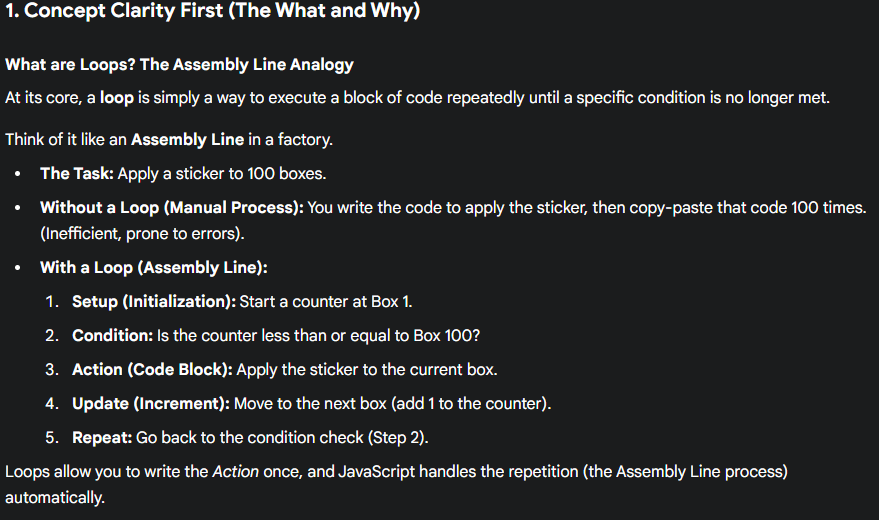 1. Concept Clarity First (The What and Why)
What are Loops? The Assembly Line Analogy
At its core, a loop is simply a way to execute a block of code repeatedly until a specific condition is no longer met.
Think of it like an Assembly Line in a factory.
• The Task: Apply a sticker to 100 boxes.
• Without a Loop (Manual Process): You write the code to apply the sticker, then copy-paste that code 100 times.
(Inefficient, prone to errors).
• With a Loop (Assembly Line):
1. Setup (Initialization): Start a counter at Box 1.
2. Condition: Is the counter less than or equal to Box 100?
3. Action (Code Block): Apply the sticker to the current box.
4. Update (Increment): Move to the next box (add 1 to the counter).
5. Repeat: Go back to the condition check (Step 2).
Loops allow you to write the Action once, and JavaScript handles the repetition (the Assembly Line process)
automatically.